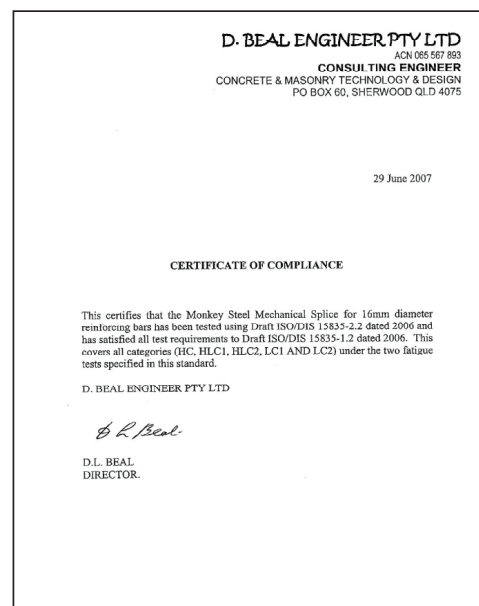 D. BEAL ENGINEER PTY LTD
ACN 065 567 893
CONSULTING ENGINEER
CONCRETE & MASONRY TECHNOLOGY & DESIGN
PO BOX 60, SHERWOOD QLD 4075
29 June 2007
CERTIFICATE OF COMPLIANCE
This certifies that the Monkey Steel Mechanical Splice for 16mm diameter
reinforcing bars has been tested using Draft ISO/DIS 15835-2.2 dated 2006 and
has satisfied all test requirements to Draft ISO/DIS 15835-1.2 dated 2006. This
covers all categories (HC, HLC1, HLC2, LC1 AND LC2) under the two fatigue
tests specified in this standard.
D. BEAL ENGINEER PTY LTD
D L Beal
D.L. BEAL
DIRECTOR.